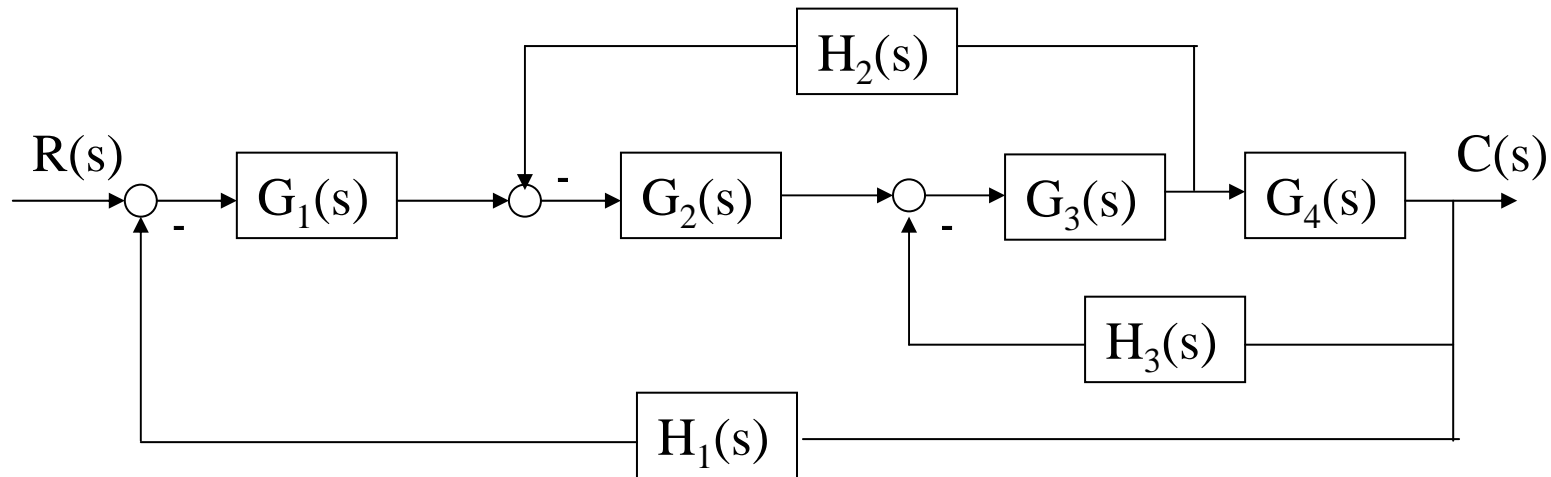 H₂(s)
R(s)
G₁(s)
-
G₂(s)
G₃(s)
G₄(s)
C(s)
-
-
H₃(s)
H₁(s)